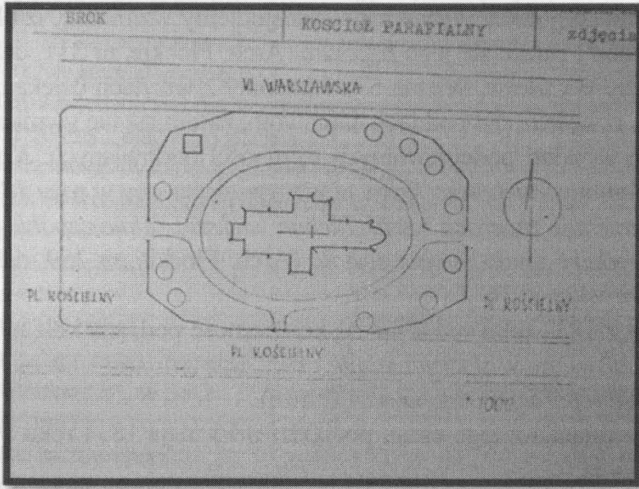 BROK
KOŚCIÓŁ PARAFIALNY
zdjęcia
UL WARSZAWSKA
PL KOŚCIELNY
PL KOŚCIELNY
PL KOŚCIELNY